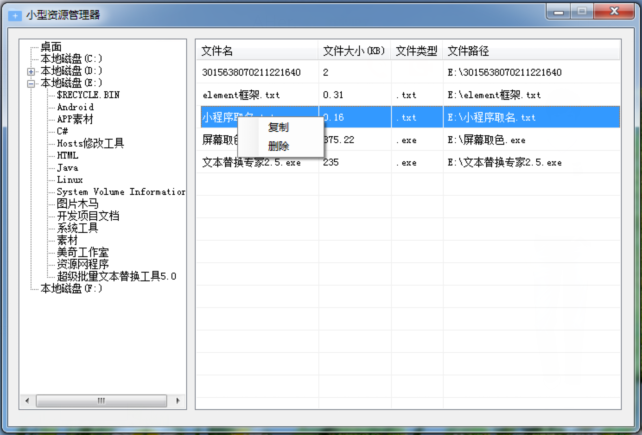 小型资源管理器
桌面
本地磁盘(C:)
本地磁盘(D:)
本地磁盘(E:)
$RECYCLE.BIN
Android
APP素材
C#
Hosts修改工具
HTML
Java
Linux
System Volume Information
图片木马
开发项目文档
系统工具
素材
美奇工作室
资源网程序
超级批量文本替换工具5.0
本地磁盘(F:)
文件名 文件大小(KB) 文件类型 文件路径
3015638070211221640 2 E:\3015638070211221640
element框架.txt 0.31 .txt E:\element框架.txt
小程序取名.txt 0.16 .txt E:\小程序取名.txt
复制
屏幕取色 375.22 .exe E:\屏幕取色.exe
删除
文本替换专家2.5.exe 235 .exe E:\文本替换专家2.5.exe